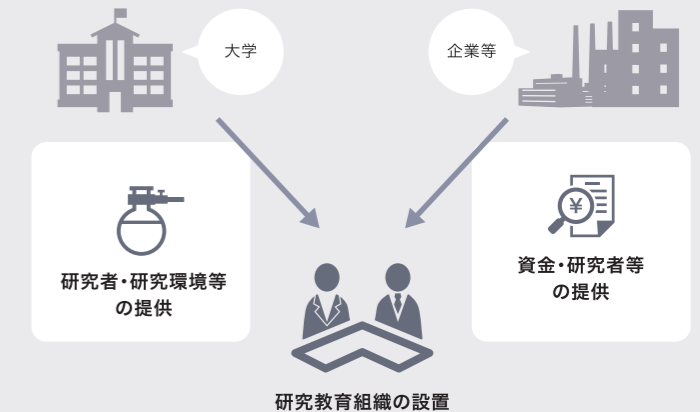 大学
企業等
研究者・研究環境等
の提供
¥
資金・研究者等
の提供
研究教育組織の設置